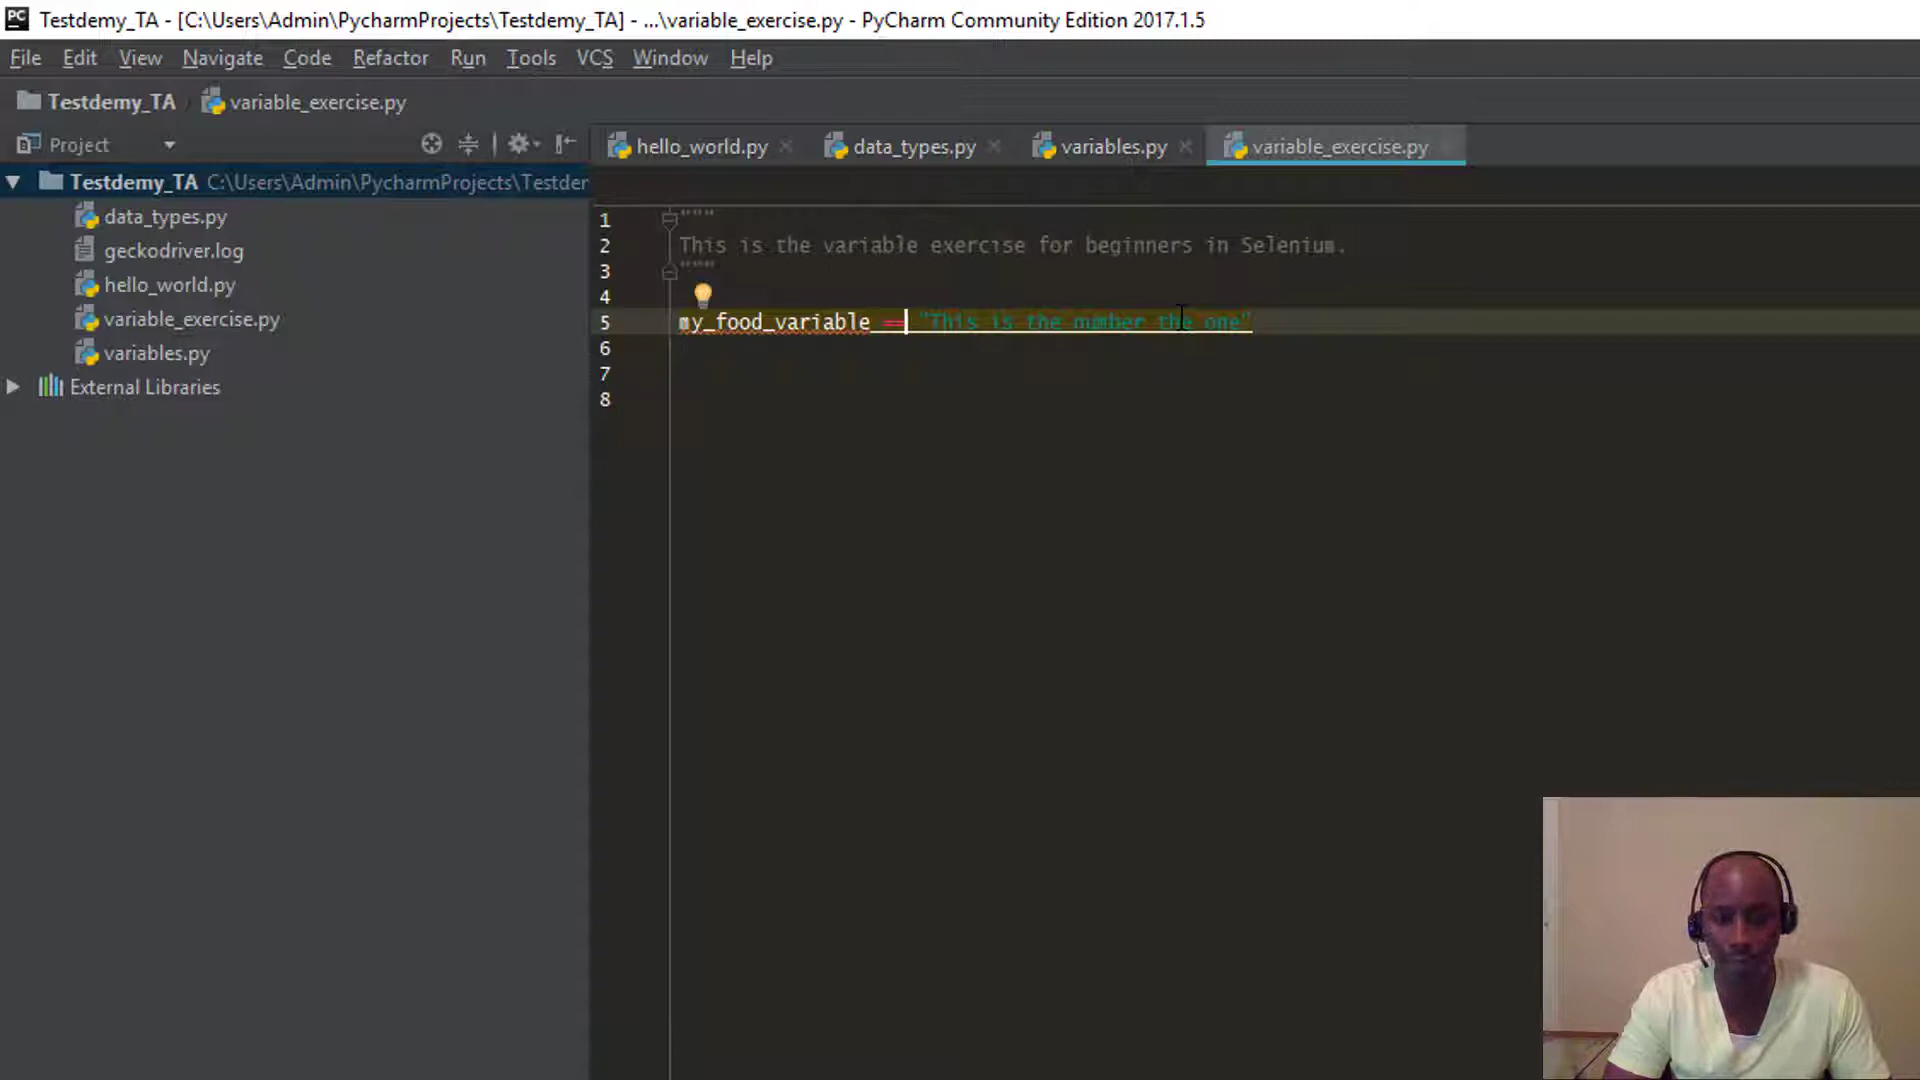 PC Testdemy_TA - [C:\Users\Admin\PycharmProjects\Testdemy_TA] - ...\variable_exercise.py - PyCharm Community Edition 2017.1.5
File Edit View Navigate Code Refactor Run Tools VCS Window Help
Testdemy_TA variable_exercise.py
Project
hello_world.py data_types.py variables.py variable_exercise.py
Testdemy_TA C:\Users\Admin\PycharmProjects\Testder
data_types.py
geckodriver.log
hello_world.py
variable_exercise.py
variables.py
External Libraries
1 """
2 This is the variable exercise for beginners in Selenium.
3 """
4
5 my_food_variable == "This is the number the one"
6
7
8